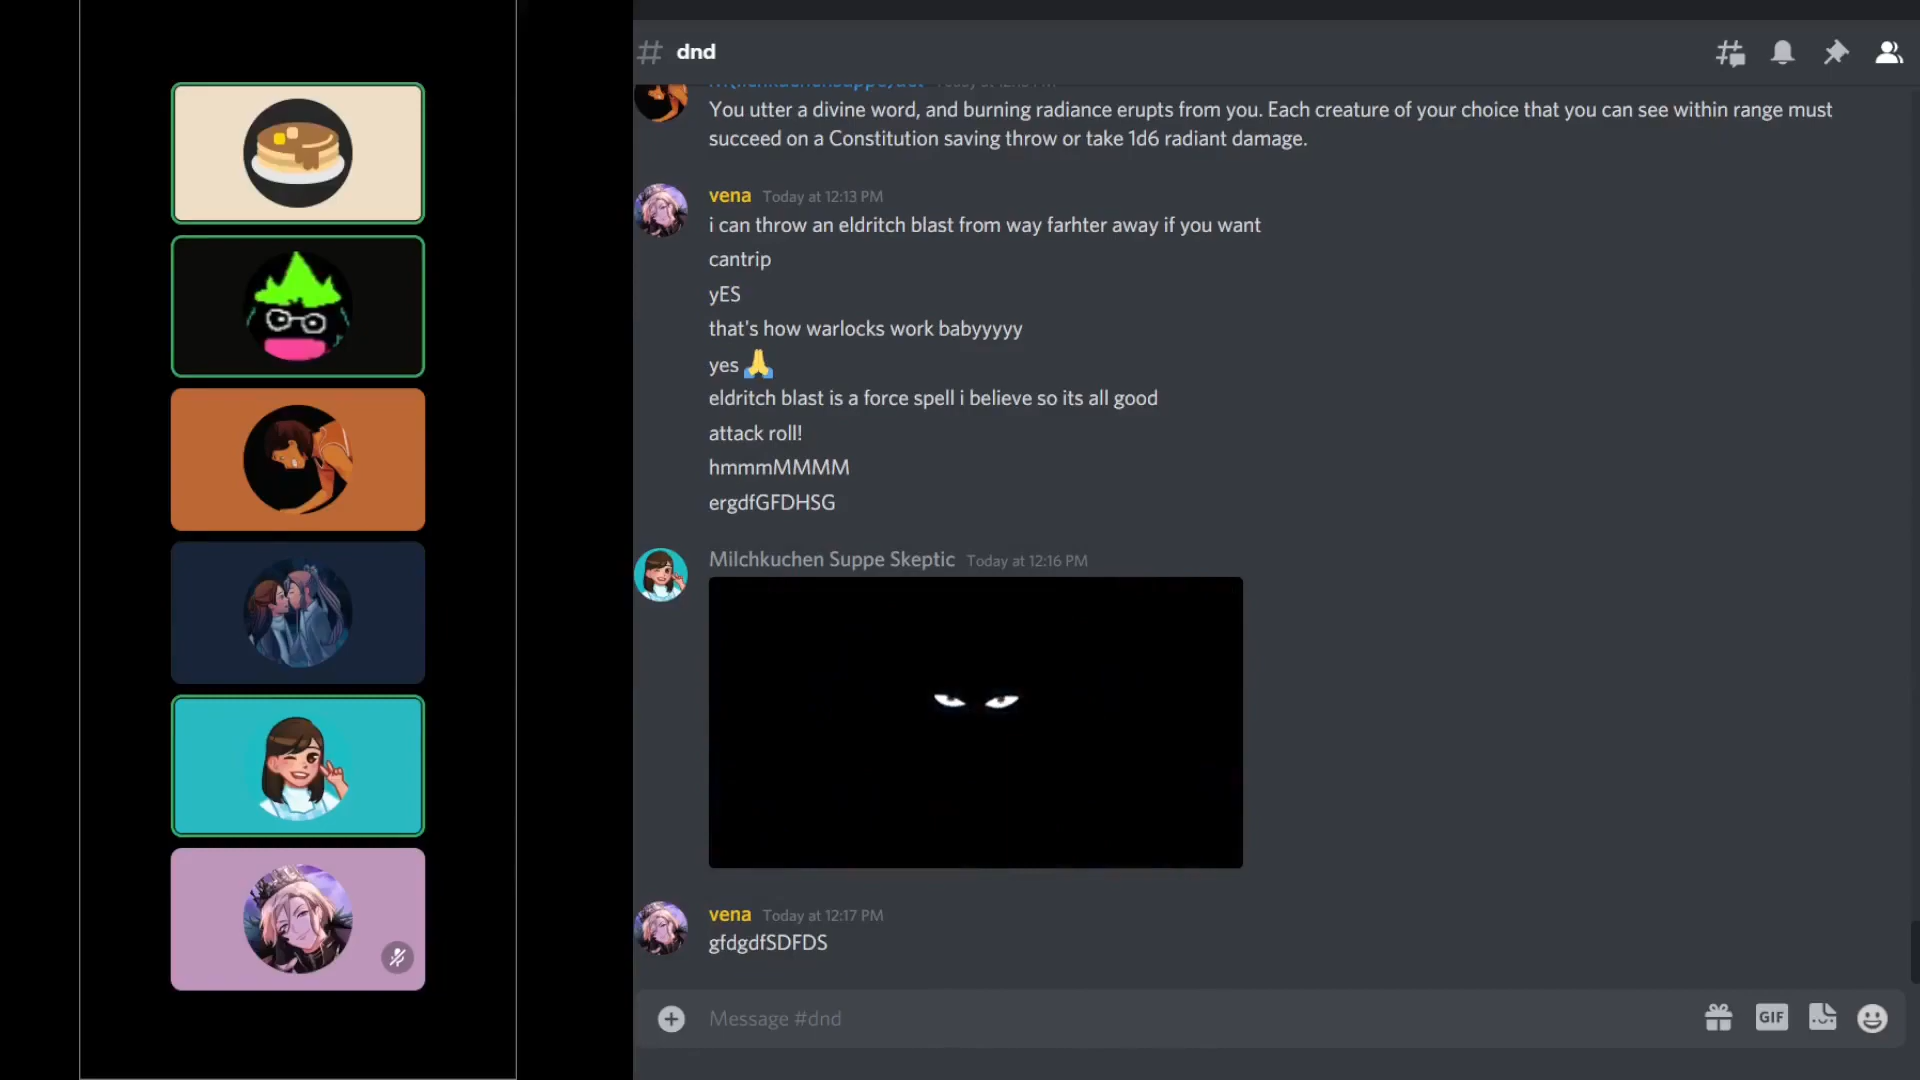 dnd
You utter a divine word, and burning radiance erupts from you. Each creature of your choice that you can see within range must
succeed on a Constitution saving throw or take 1d6 radiant damage.
vena Today at 12:13 PM
i can throw an eldritch blast from way farhter away if you want
cantrip
yES
that's how warlocks work babyyyyy
yes
eldritch blast is a force spell i believe so its all good
attack roll!
hmmmMMMM
ergdfGFDHSG
Milchkuchen Suppe Skeptic Today at 12:16 PM
vena Today at 12:17 PM
gfdgdfSDFDS
Message #dnd
GIF